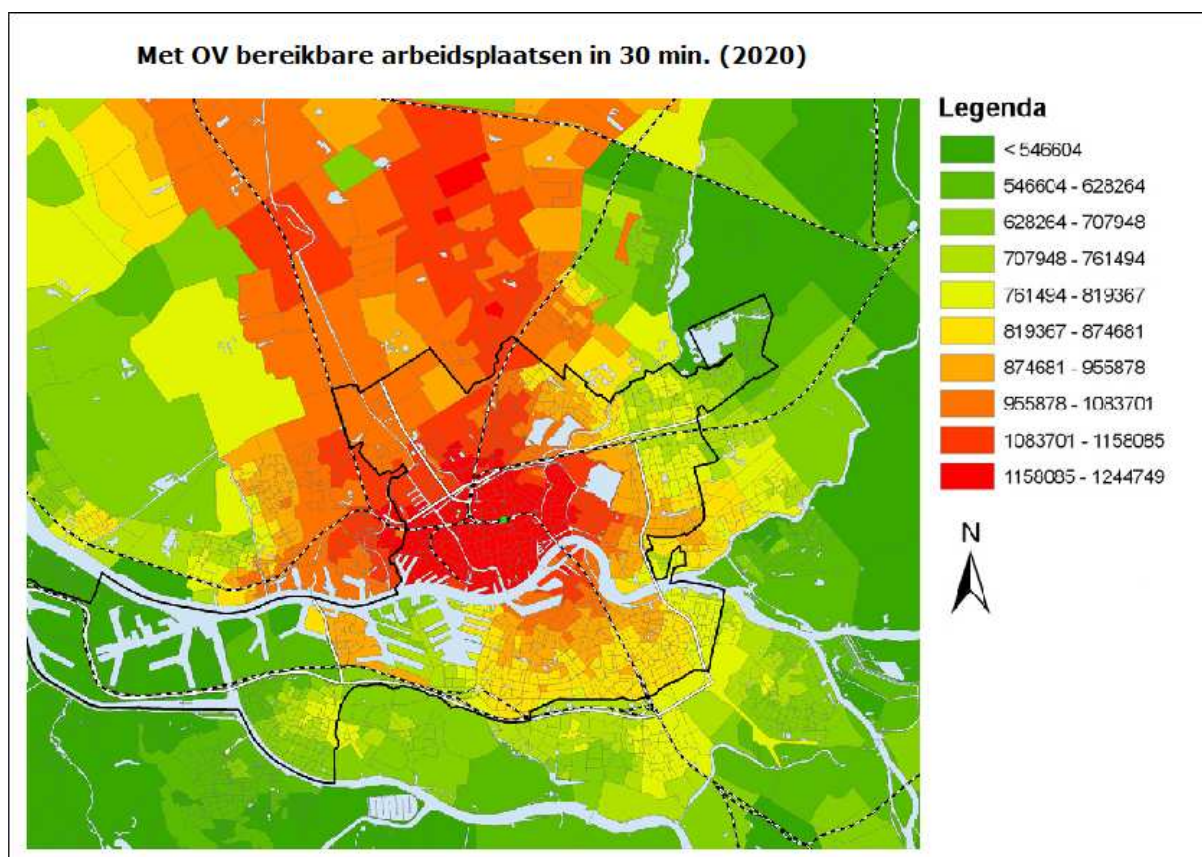 Met OV bereikbare arbeidsplaatsen in 30 min. (2020)
Legenda
< 546604
546604 - 628264
628264 - 707948
707948 - 761494
761494 - 819367
819367 - 874681
874681 - 955878
955878 - 1083701
1083701 - 1158085
1158085 - 1244749
N